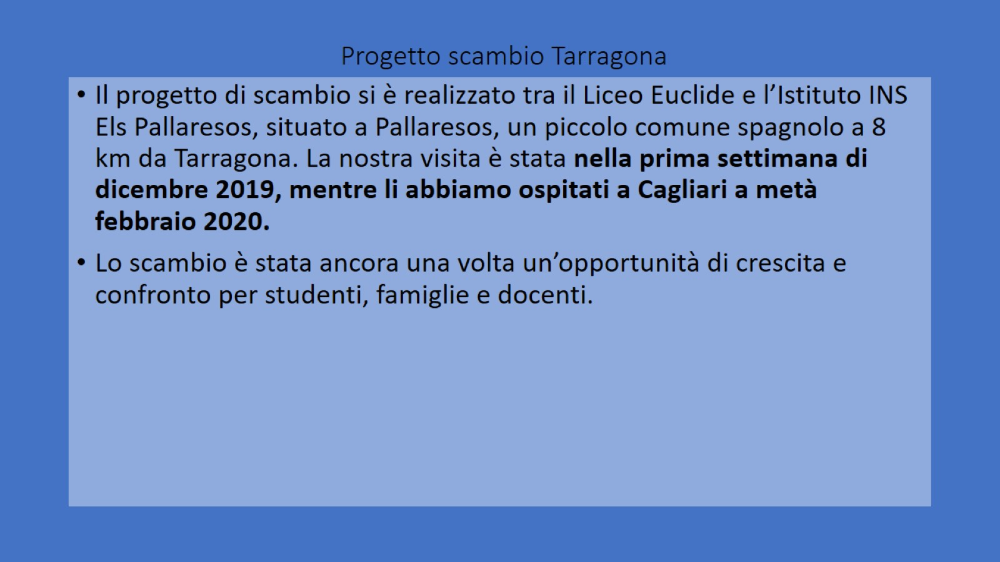 Progetto scambio Tarragona
• Il progetto di scambio si è realizzato tra il Liceo Euclide e l’Istituto INS
Els Pallaresos, situato a Pallaresos, un piccolo comune spagnolo a 8
km da Tarragona. La nostra visita è stata nella prima settimana di
dicembre 2019, mentre li abbiamo ospitati a Cagliari a metà
febbraio 2020.
• Lo scambio è stata ancora una volta un’opportunità di crescita e
confronto per studenti, famiglie e docenti.